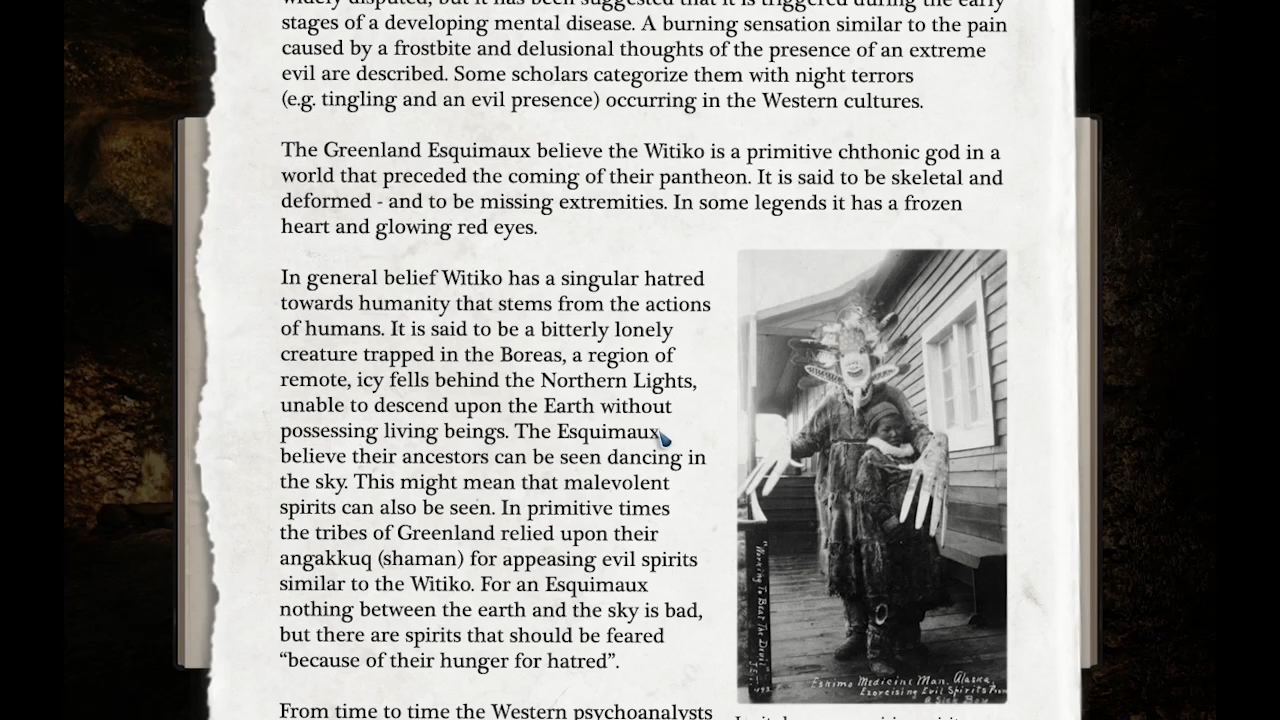 widely disputed, but it has been suggested that it is triggered during the early
stages of a developing mental disease. A burning sensation similar to the pain
caused by a frostbite and delusional thoughts of the presence of an extreme
evil are described. Some scholars categorize them with night terrors
(e.g. tingling and an evil presence) occurring in the Western cultures.
The Greenland Esquimaux believe the Witiko is a primitive chthonic god in a
world that preceded the coming of their pantheon. It is said to be skeletal and
deformed - and to be missing extremities. In some legends it has a frozen
heart and glowing red eyes.
In general belief Witiko has a singular hatred
towards humanity that stems from the actions
of humans. It is said to be a bitterly lonely
creature trapped in the Boreas, a region of
remote, icy fells behind the Northern Lights,
unable to descend upon the Earth without
possessing living beings. The Esquimaux
believe their ancestors can be seen dancing in
the sky. This might mean that malevolent
spirits can also be seen. In primitive times
the tribes of Greenland relied upon their
angakkuq (shaman) for appeasing evil spirits
similar to the Witiko. For an Esquimaux
nothing between the earth and the sky is bad,
but there are spirits that should be feared
“because of their hunger for hatred”.
From time to time the Western psychoanalysts
"Working To Beat The Devil"
Eskimo Medicine Man, Alaska,
Exorcising Evil Spirits From
a Sick Boy